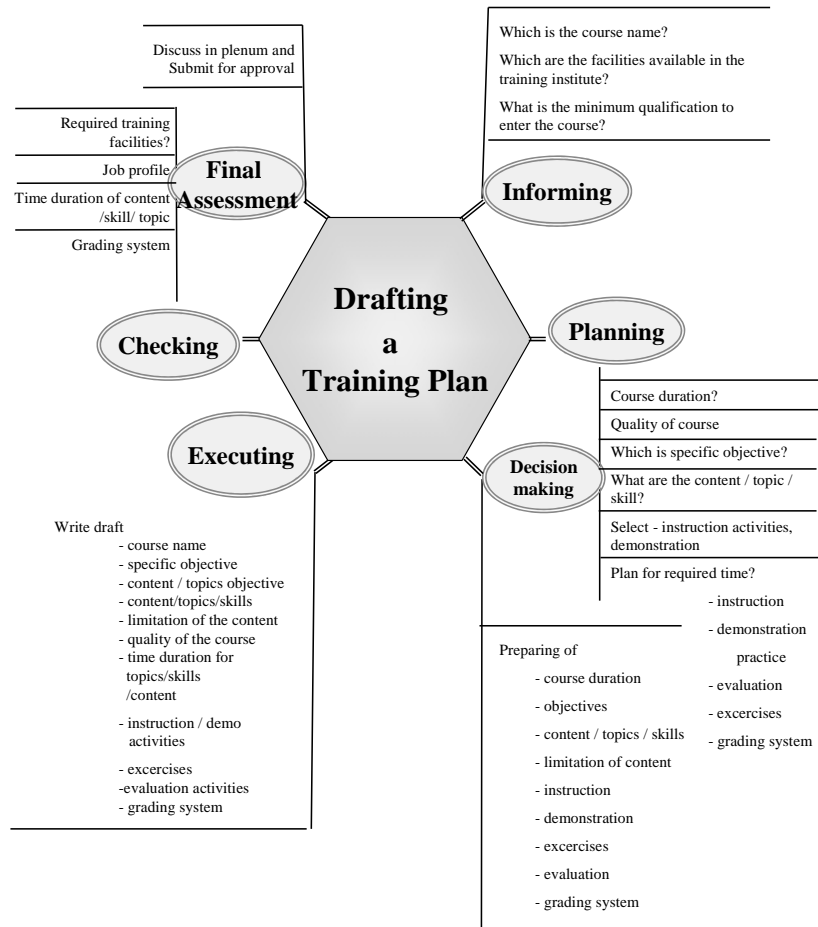 Discuss in plenum and
Submit for approval
Which is the course name?
Which are the facilities available in the
training institute?
What is the minimum qualification to
enter the course?
Required training
facilities?
Job profile
Time duration of content
/skill/ topic
Grading system
Final
Assessment
Informing
Drafting
a
Training Plan
Checking
Planning
Executing
Decision
making
Course duration?
Quality of course
Which is specific objective?
What are the content / topic /
skill?
Select - instruction activities,
demonstration
Plan for required time?
- instruction
- demonstration
practice
- evaluation
- excercises
- grading system
Write draft
- course name
- specific objective
- content / topics objective
- content/topics/skills
- limitation of the content
- quality of the course
- time duration for
topics/skills
/content
- instruction / demo
activities
- excercises
-evaluation activities
- grading system
Preparing of
- course duration
- objectives
- content / topics / skills
- limitation of content
- instruction
- demonstration
- excercises
- evaluation
- grading system